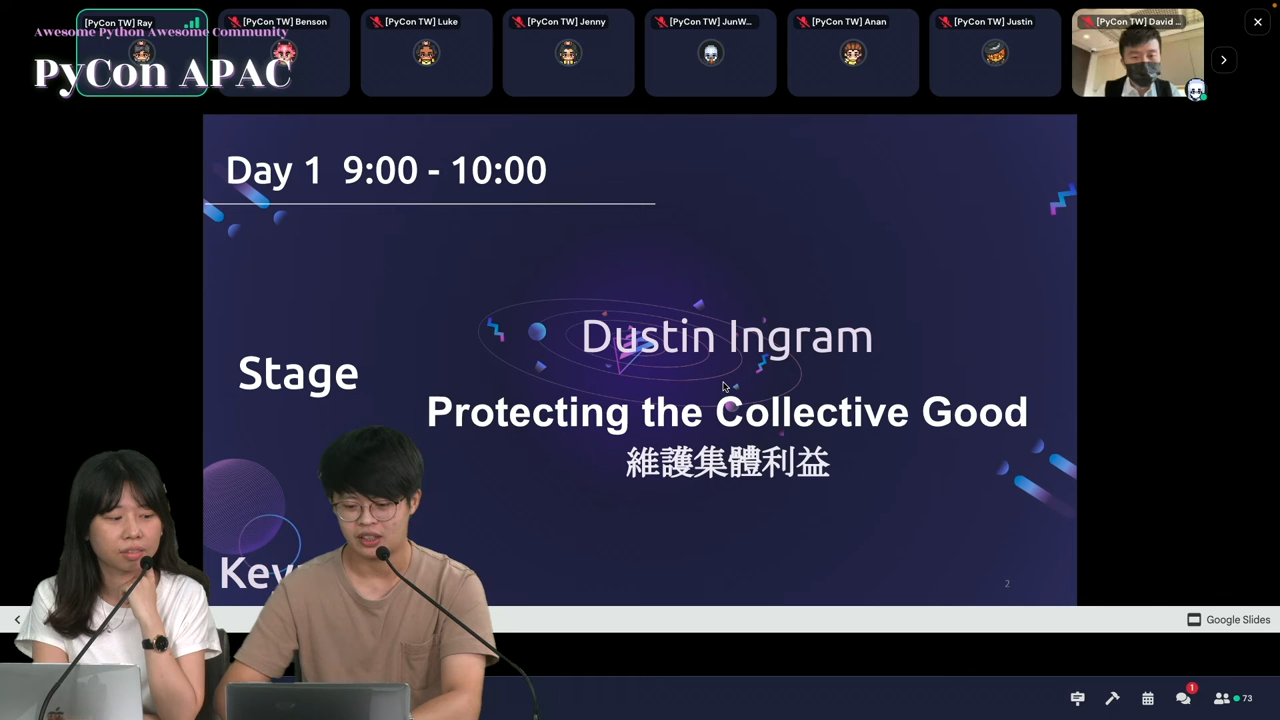 [PyCon TW] Ray
[PyCon TW] Benson
[PyCon TW] Luke
[PyCon TW] Jenny
[PyCon TW] JunW...
[PyCon TW] Anan
[PyCon TW] Justin
[PyCon TW] David ...
Awesome Python Awesome Community
PyCon APAC
Day 1 9:00 - 10:00
Dustin Ingram
Stage
Protecting the Collective Good
維護集體利益
Key
2
Google Slides
1
73